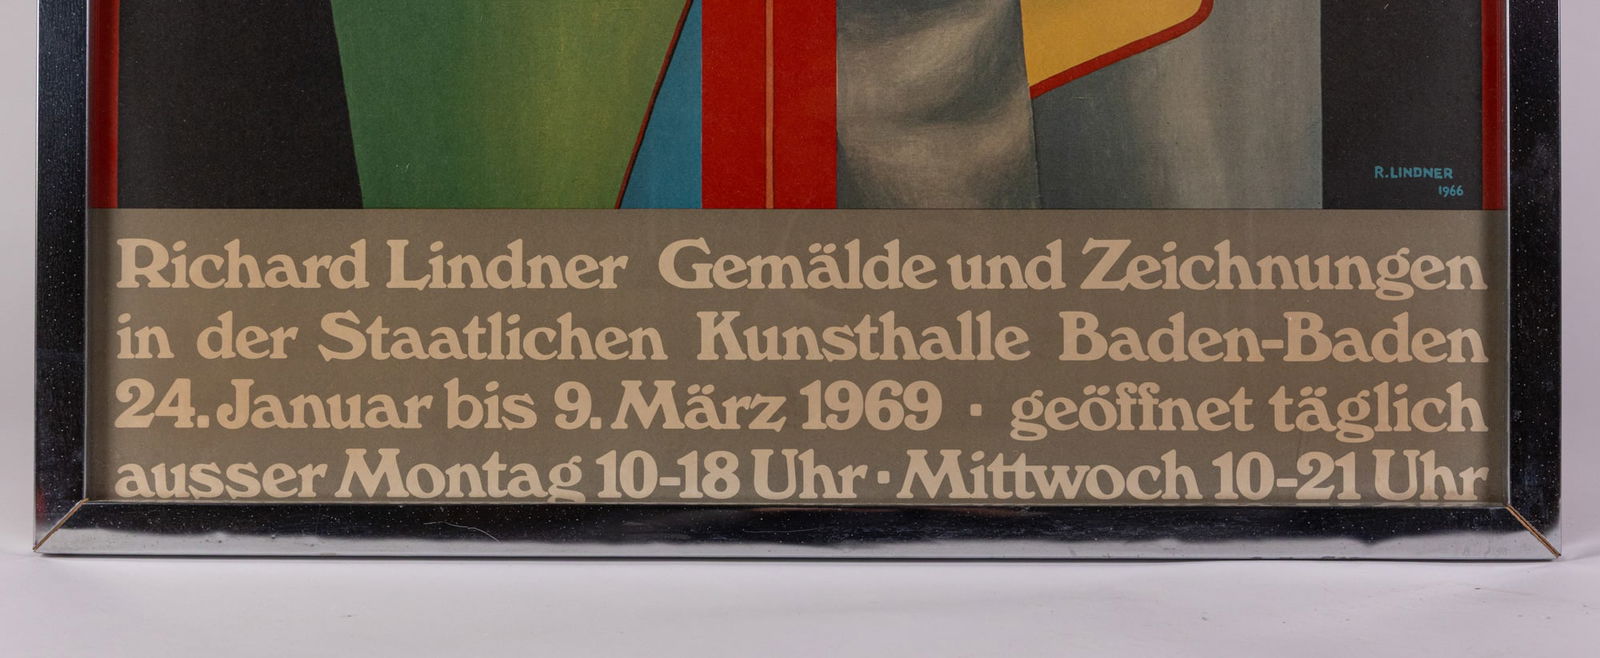 R.LINDNER
1966
Richard Lindner Gemälde und Zeichnungen
in der Staatlichen Kunsthalle Baden-Baden
24. Januar bis 9. März 1969 · geöffnet täglich
ausser Montag 10-18 Uhr · Mittwoch 10-21 Uhr